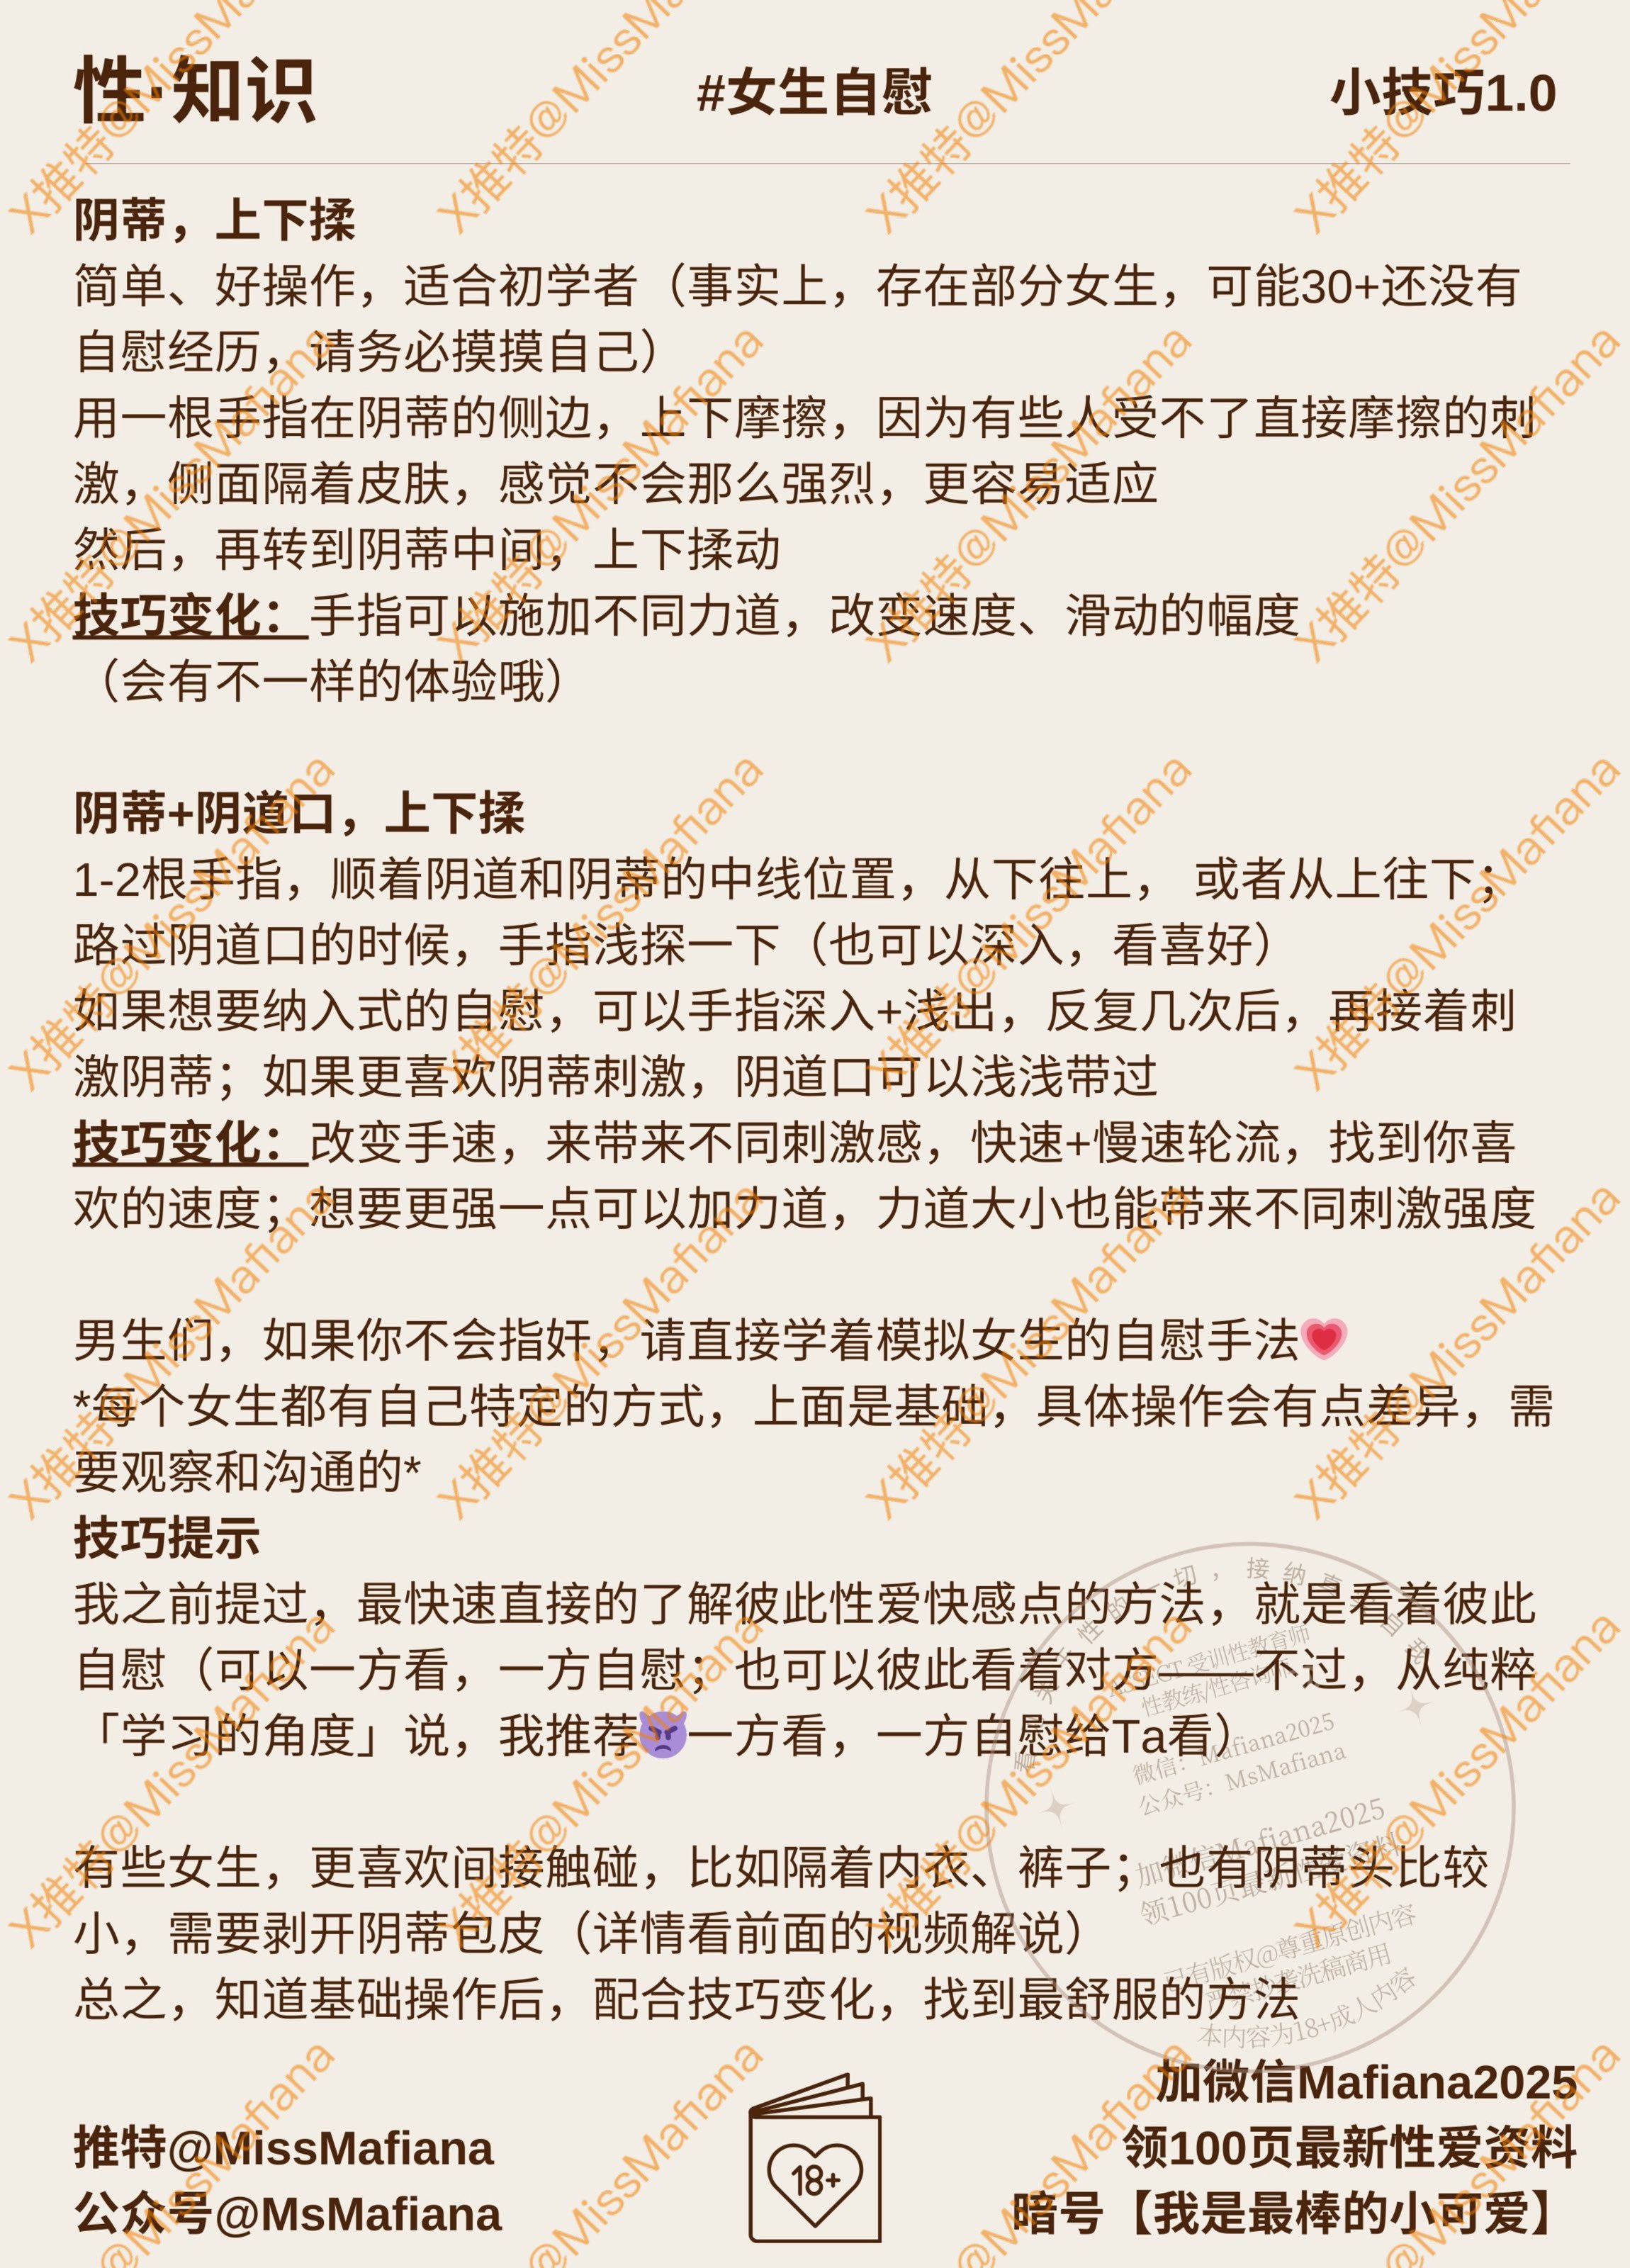 性·知识
#女生自慰
小技巧1.0
阴蒂，上下揉
简单、好操作，适合初学者（事实上，存在部分女生，可能30+还没有
自慰经历，请务必摸摸自己）
用一根手指在阴蒂的侧边，上下摩擦，因为有些人受不了直接摩擦的刺
激，侧面隔着皮肤，感觉不会那么强烈，更容易适应
然后，再转到阴蒂中间，上下揉动
技巧变化：手指可以施加不同力道，改变速度、滑动的幅度
（会有不一样的体验哦）
阴蒂+阴道口，上下揉
1-2根手指，顺着阴道和阴蒂的中线位置，从下往上， 或者从上往下；
路过阴道口的时候，手指浅探一下（也可以深入，看喜好）
如果想要纳入式的自慰，可以手指深入+浅出，反复几次后，再接着刺
激阴蒂；如果更喜欢阴蒂刺激，阴道口可以浅浅带过
技巧变化：改变手速，来带来不同刺激感，快速+慢速轮流，找到你喜
欢的速度；想要更强一点可以加力道，力道大小也能带来不同刺激强度
男生们，如果你不会指奸，请直接学着模拟女生的自慰手法💗
*每个女生都有自己特定的方式，上面是基础，具体操作会有点差异，需
要观察和沟通的*
技巧提示
我之前提过，最快速直接的了解彼此性爱快感点的方法，就是看着彼此
自慰（可以一方看，一方自慰；也可以彼此看着对方——不过，从纯粹
「学习的角度」说，我推荐👿一方看，一方自慰给Ta看）
有些女生，更喜欢间接触碰，比如隔着内衣、裤子；也有阴蒂头比较
小，需要剥开阴蒂包皮（详情看前面的视频解说）
总之，知道基础操作后，配合技巧变化，找到最舒服的方法
受训性教育师
性教练/性咨询师
微信：Mafiana2025
公众号：MsMafiana
加微信Mafiana2025
领100页最新性爱资料
已有版权@尊重原创内容
严禁抄袭洗稿商用
本内容为18+成人内容
推特@MissMafiana
公众号@MsMafiana
18+
加微信Mafiana2025
领100页最新性爱资料
暗号【我是最棒的小可爱】
X推特@MissMafiana